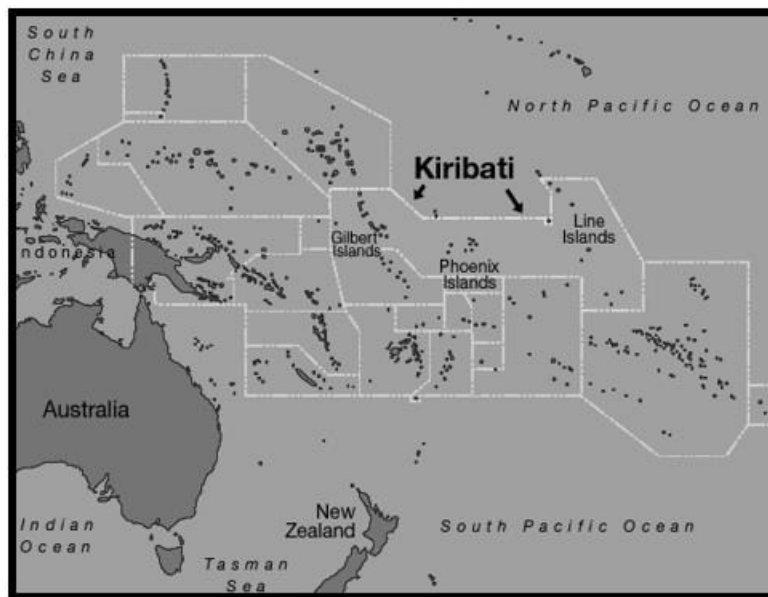 South
China
Sea
North Pacific Ocean
Kiribati
Line
Islands
Gilbert
Islands
ndonesia
Phoenix
Islands
Australia
New
Zealand
Indian
Ocean
South Pacific Ocean
Tasman
Sea